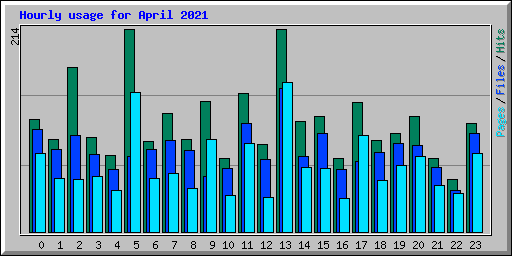 Hourly usage for April 2021
214
Pages / Files / Hits
0 1 2 3 4 5 6 7 8 9 10 11 12 13 14 15 16 17 18 19 20 21 22 23